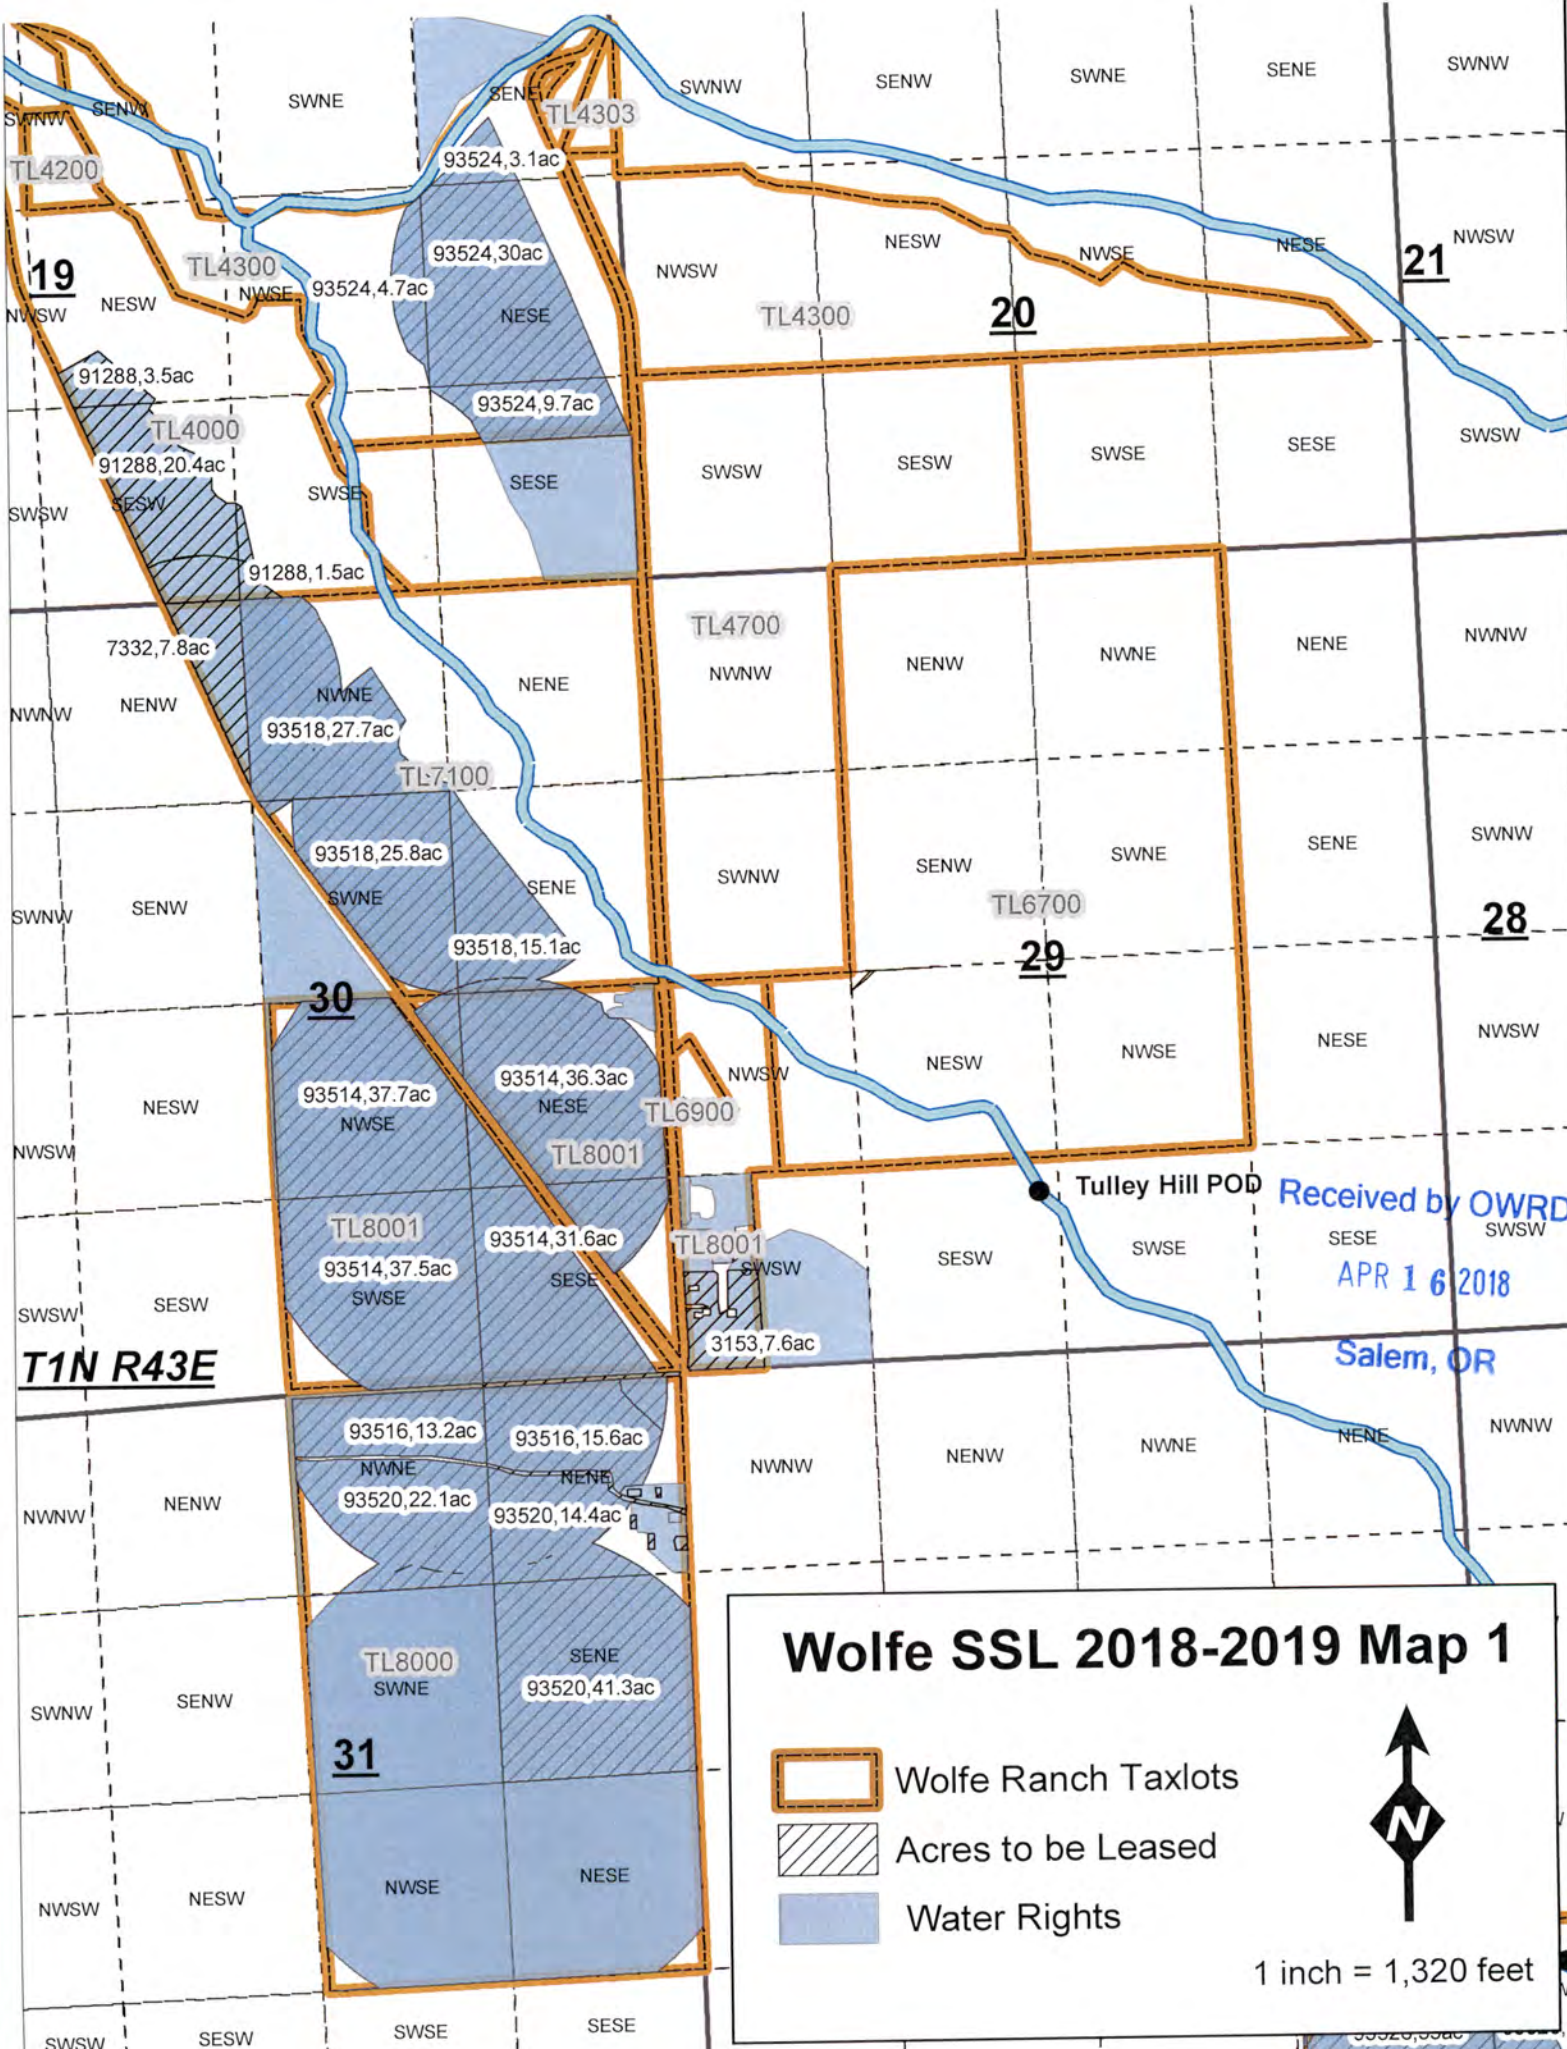 SWNE
SENE
SWNW
SENW
SWNE
SENE
SWNW
SWNW
SENW
TL4303
TL4200
93524,3.1ac
19
NWSW
NESW
TL4300
NWSE
93524,4.7ac
93524,30ac
NESE
NWSW
NESW
TL4300
20
NWSE
NESE
21
NWSW
91288,3.5ac
TL4000
91288,20.4ac
SWSW
SESW
SWSE
93524,9.7ac
SESE
SWSW
SESW
SWSE
SESE
SWSW
91288,1.5ac
7332,7.8ac
NWNW
NENW
NWNE
93518,27.7ac
TL7100
NENE
TL4700
NWNW
NENW
NWNE
NENE
NWNW
SWNW
SENW
93518,25.8ac
SWNE
SENE
93518,15.1ac
SWNW
SENW
SWNE
TL6700
29
SENE
SWNW
28
30
NWSW
NESW
93514,37.7ac
NWSE
93514,36.3ac
NESE
TL8001
NWSW
TL6900
NESW
NWSE
NESE
NWSW
Tulley Hill POD
Received by OWRD
APR 16 2018
Salem, OR
SWSW
SESW
TL8001
93514,37.5ac
SWSE
93514,31.6ac
SESE
TL8001
SWSW
3153,7.6ac
SESW
SWSE
SESE
SWSW
T1N R43E
NWNW
NENW
93516,13.2ac
NWNE
93520,22.1ac
93516,15.6ac
NENE
93520,14.4ac
NWNW
NENW
NWNE
NENE
NWNW
SWNW
SENW
TL8000
SWNE
31
SENE
93520,41.3ac
NWSW
NESW
NWSE
NESE
SWSW
SESW
SWSE
SESE
Wolfe SSL 2018-2019 Map 1
Wolfe Ranch Taxlots
Acres to be Leased
Water Rights
N
1 inch = 1,320 feet